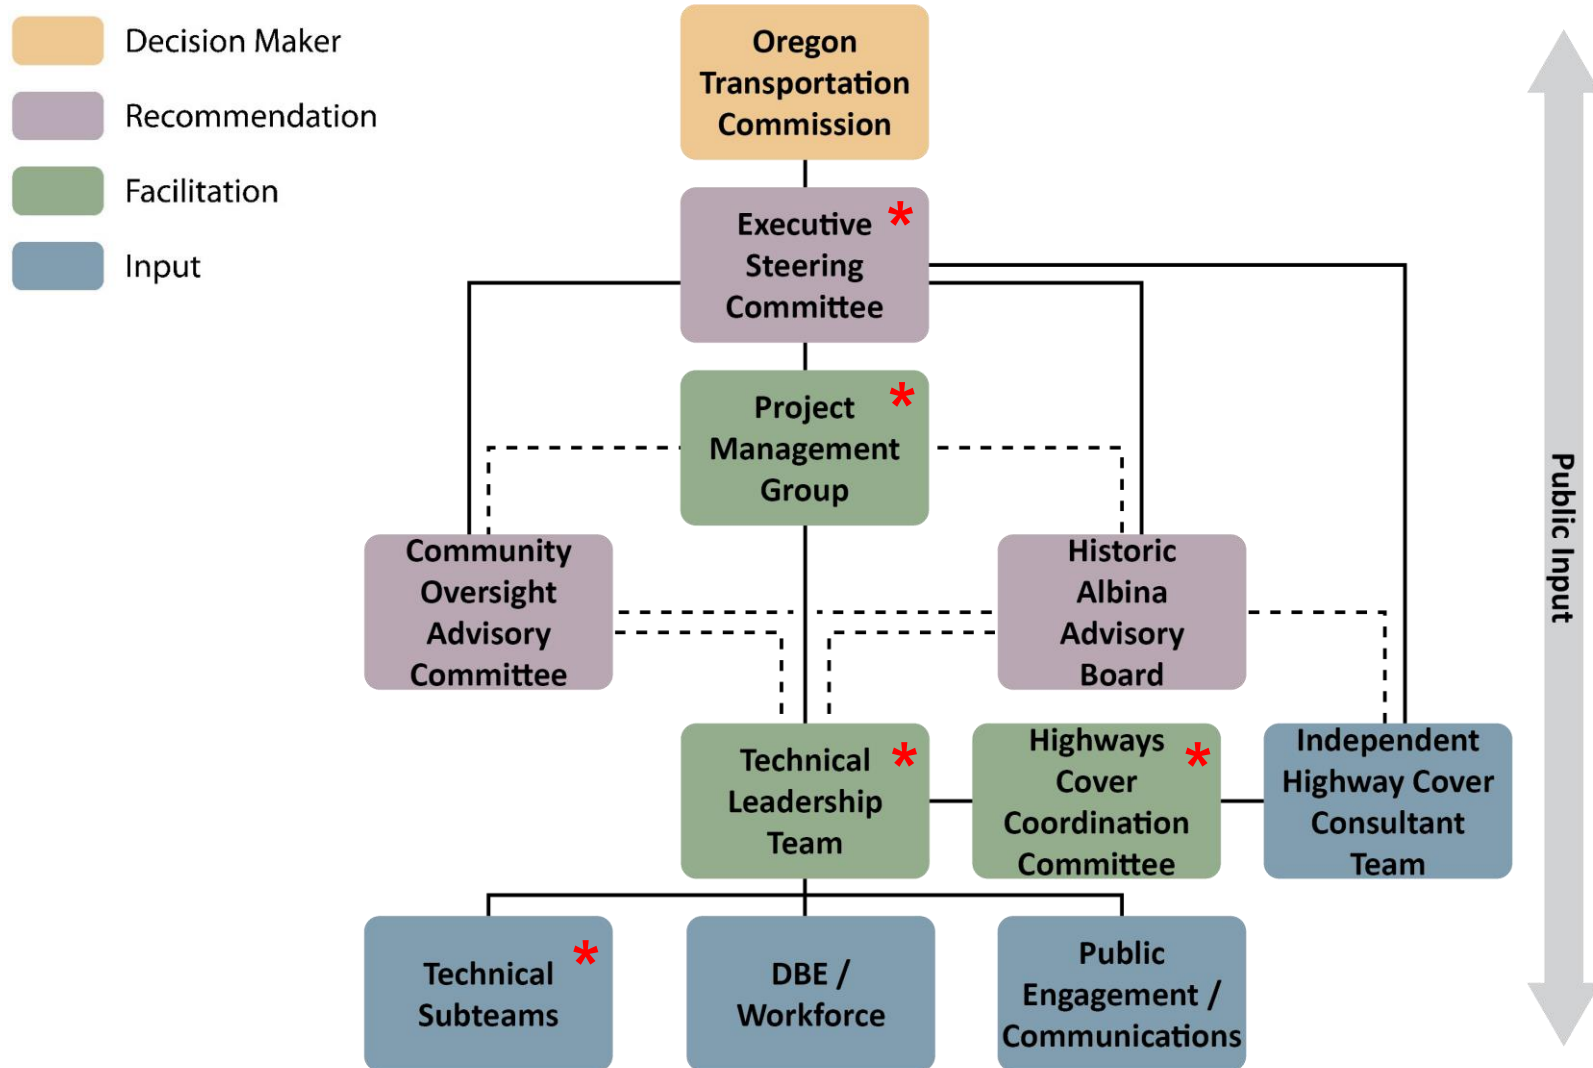 Decision Maker
Recommendation
Facilitation
Input
Oregon
Transportation
Commission
Executive *
Steering
Committee
Project *
Management
Group
Community
Oversight
Advisory
Committee
Historic
Albina
Advisory
Board
Technical *
Leadership
Team
Highways *
Cover
Coordination
Committee
Independent
Highway Cover
Consultant
Team
Technical *
Subteams
DBE /
Workforce
Public
Engagement /
Communications
Public Input